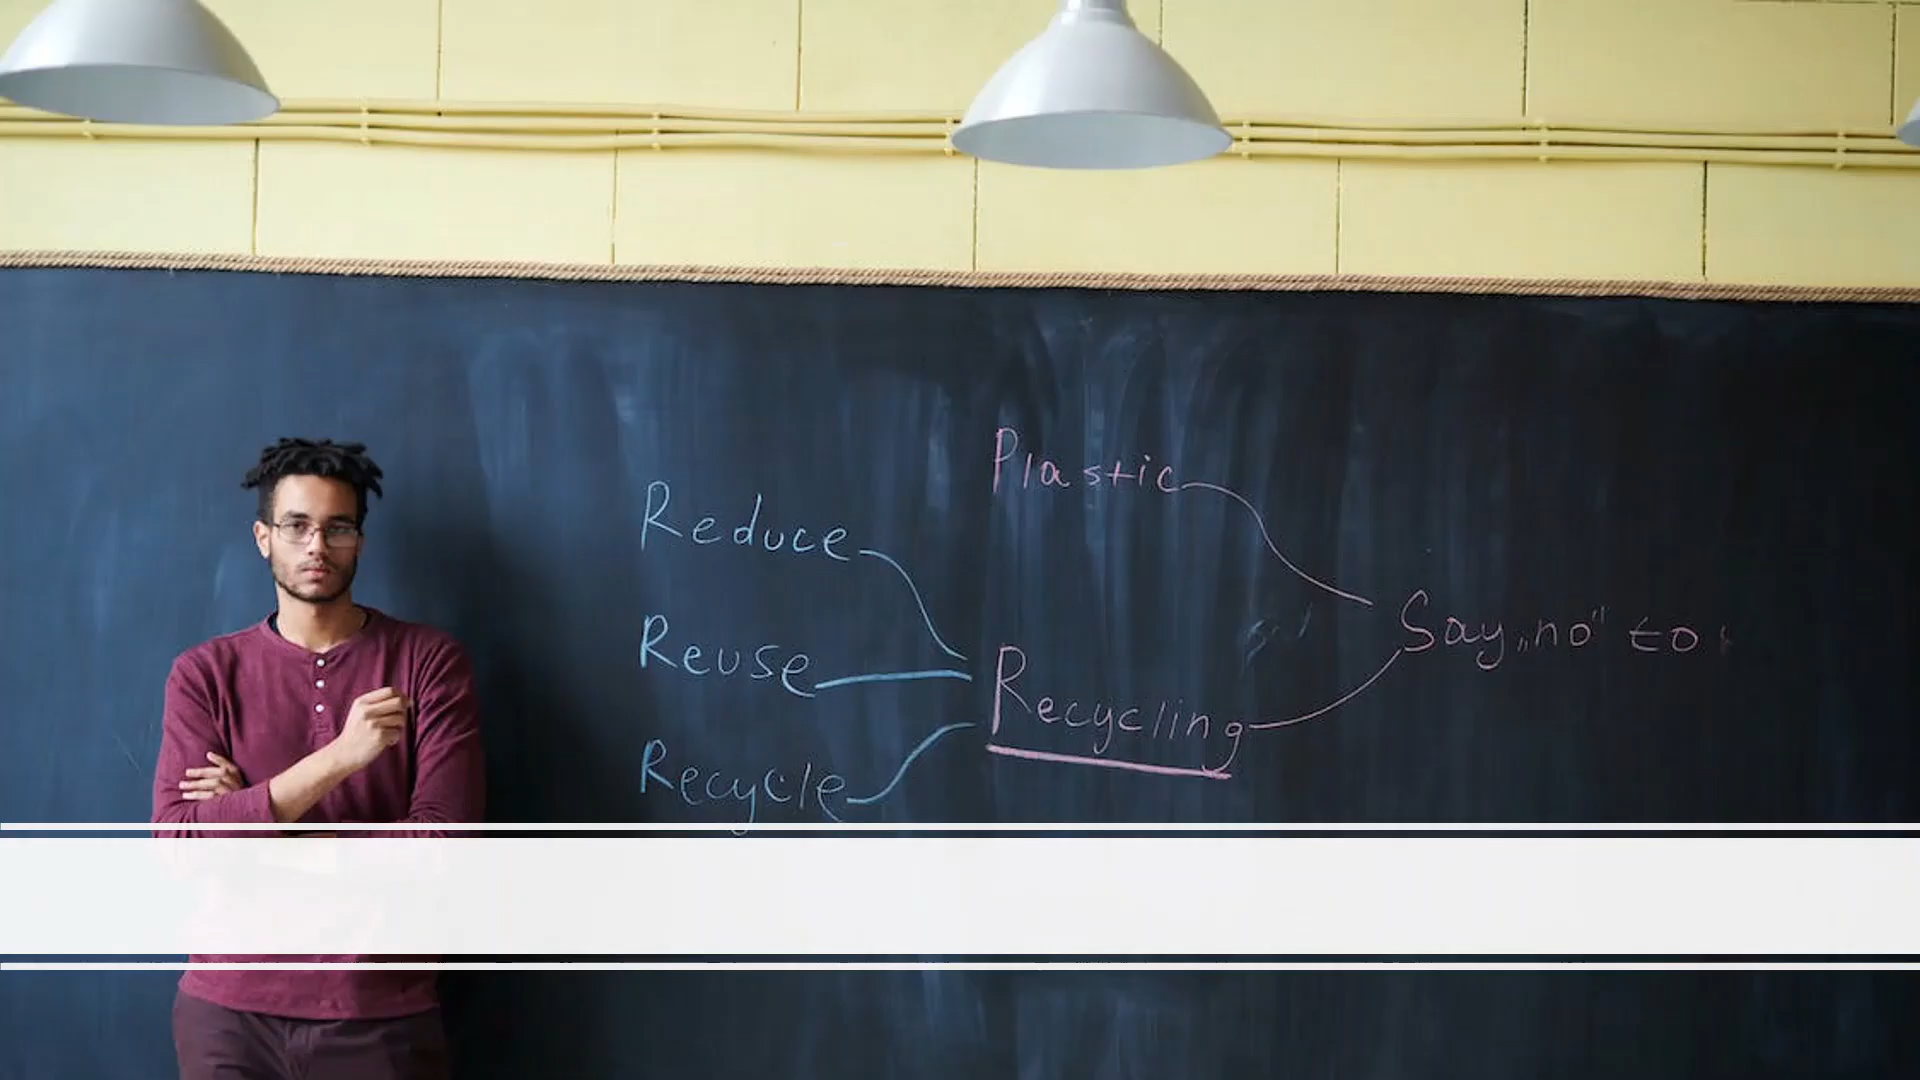 Plastic
Reduce
Say „no" to
Reuse
Recycling
Recycle